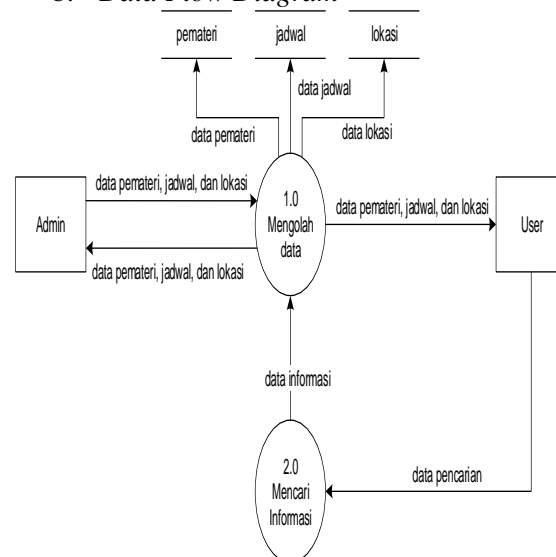 Data Flow Diagram
pemateri
jadwal
lokasi
data jadwal
data pemateri
data lokasi
data pemateri, jadwal, dan lokasi
1.0
Mengolah
data
data pemateri, jadwal, dan lokasi
Admin
User
data pemateri, jadwal, dan lokasi
data informasi
2.0
Mencari
Informasi
data pencarian